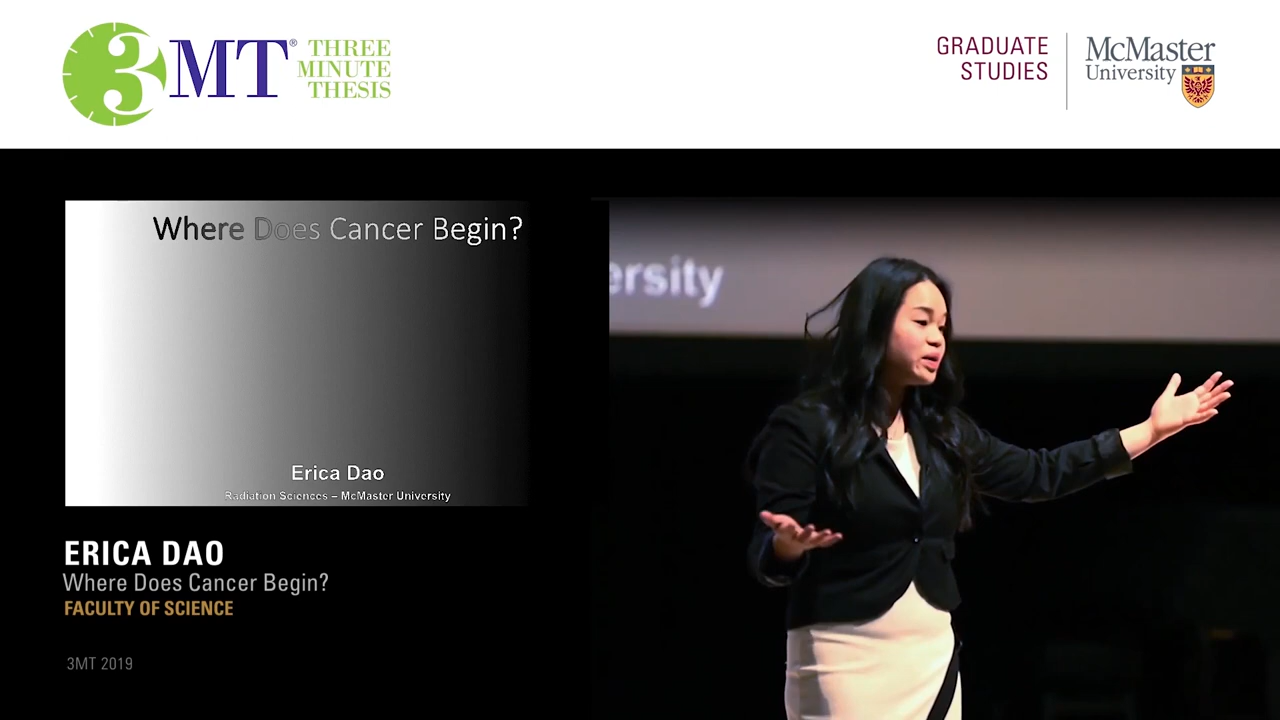 3MT® THREE
MINUTE
THESIS
GRADUATE
STUDIES
McMaster
University
Where Does Cancer Begin?
Erica Dao
Radiation Sciences – McMaster University
ersity
ERICA DAO
Where Does Cancer Begin?
FACULTY OF SCIENCE
3MT 2019